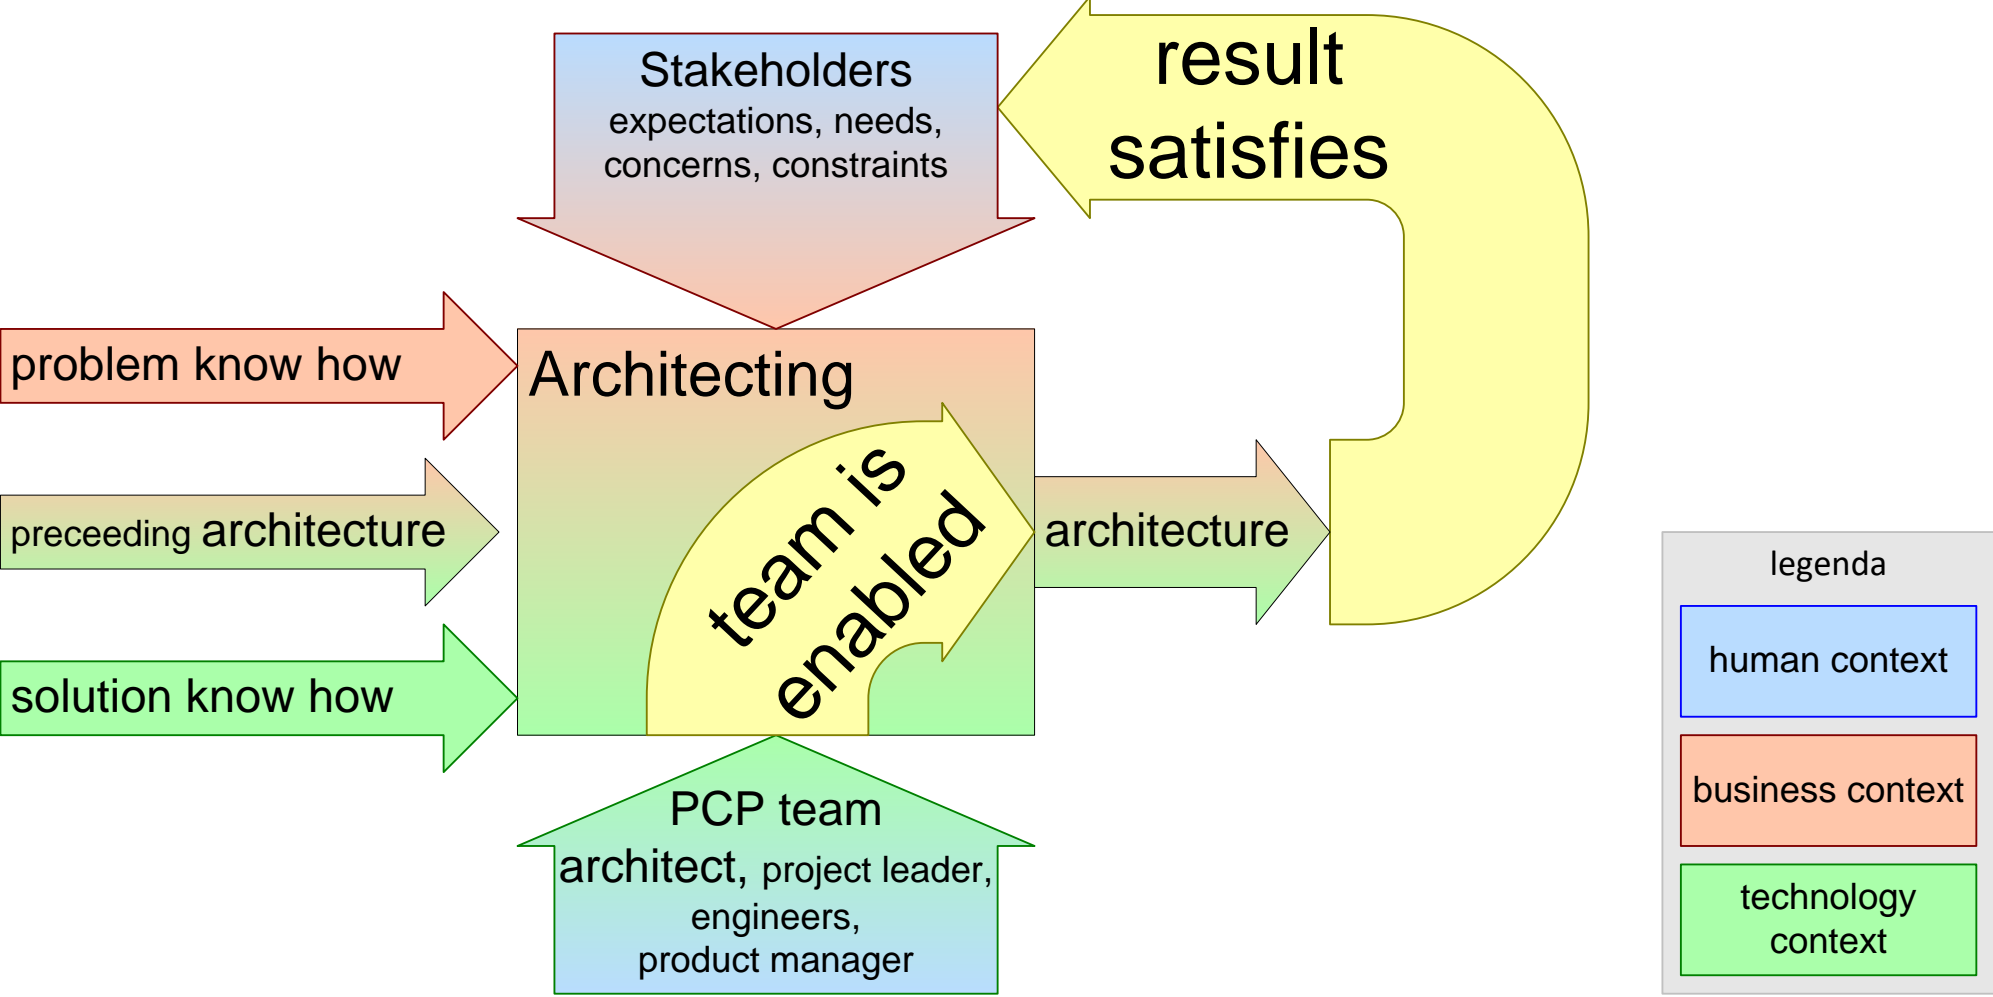 Stakeholders
expectations, needs,
concerns, constraints
result
satisfies
problem know how
Architecting
preceeding architecture
team is
enabled
architecture
solution know how
PCP team
architect, project leader,
engineers,
product manager
legenda
human context
business context
technology
context